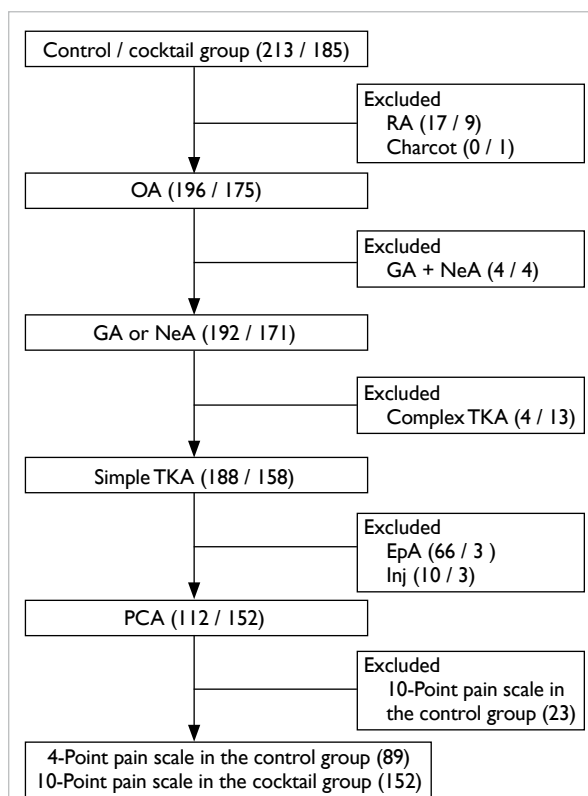 Control / cocktail group (213 / 185)
Excluded
RA (17 / 9)
Charcot (0 / 1)
OA (196 / 175)
Excluded
GA + NeA (4 / 4)
GA or NeA (192 / 171)
Excluded
Complex TKA (4 / 13)
Simple TKA (188 / 158)
Excluded
EpA (66 / 3 )
Inj (10 / 3)
PCA (112 / 152)
Excluded
10-Point pain scale in
the control group (23)
4-Point pain scale in the control group (89)
10-Point pain scale in the cocktail group (152)